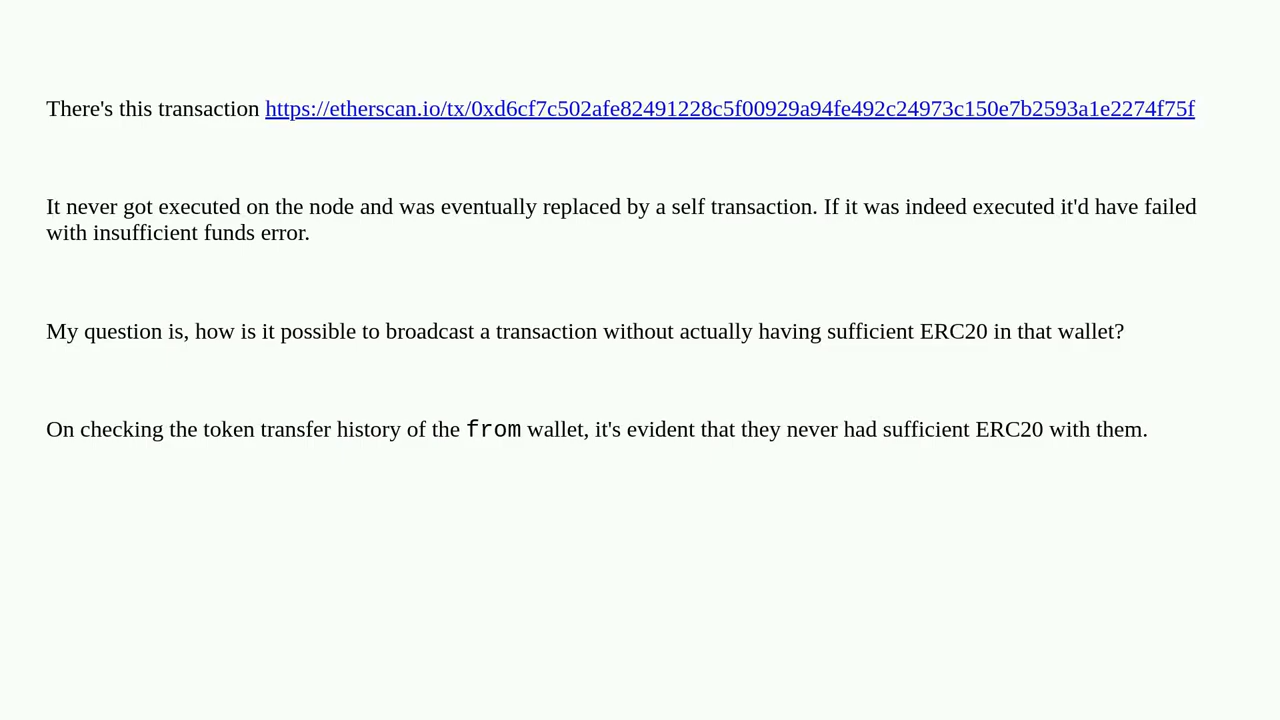 There's this transaction https://etherscan.io/tx/0xd6cf7c502afe82491228c5f00929a94fe492c24973c150e7b2593a1e2274f75f
It never got executed on the node and was eventually replaced by a self transaction. If it was indeed executed it'd have failed
with insufficient funds error.
My question is, how is it possible to broadcast a transaction without actually having sufficient ERC20 in that wallet?
On checking the token transfer history of the from wallet, it's evident that they never had sufficient ERC20 with them.